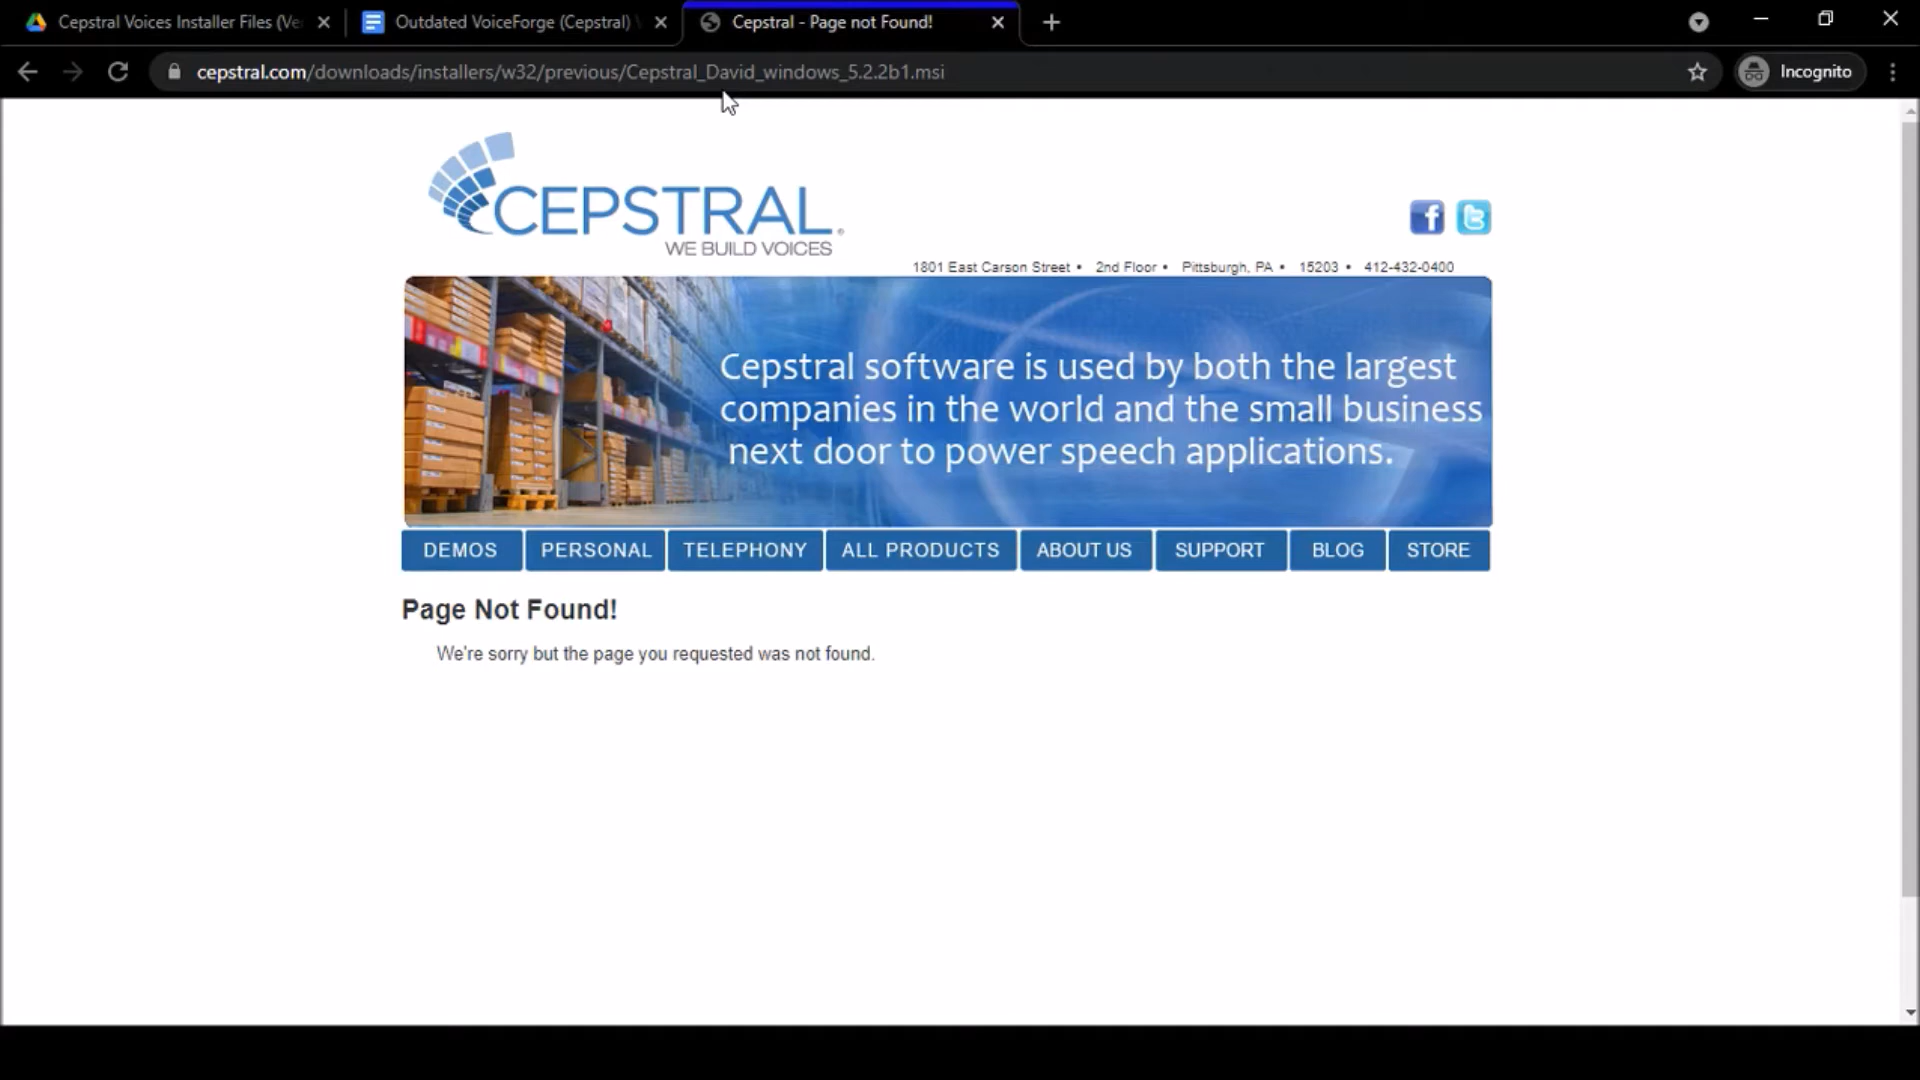 Cepstral Voices Installer Files (Ve
Outdated VoiceForge (Cepstral)
Cepstral - Page not Found!
cepstral.com/downloads/installers/w32/previous/Cepstral_David_windows_5.2.2b1.msi
Incognito
CEPSTRAL
WE BUILD VOICES
1801 East Carson Street • 2nd Floor • Pittsburgh, PA • 15203 • 412-432-0400
Cepstral software is used by both the largest
companies in the world and the small business
next door to power speech applications.
DEMOS PERSONAL TELEPHONY ALL PRODUCTS ABOUT US SUPPORT BLOG STORE
Page Not Found!
We're sorry but the page you requested was not found.